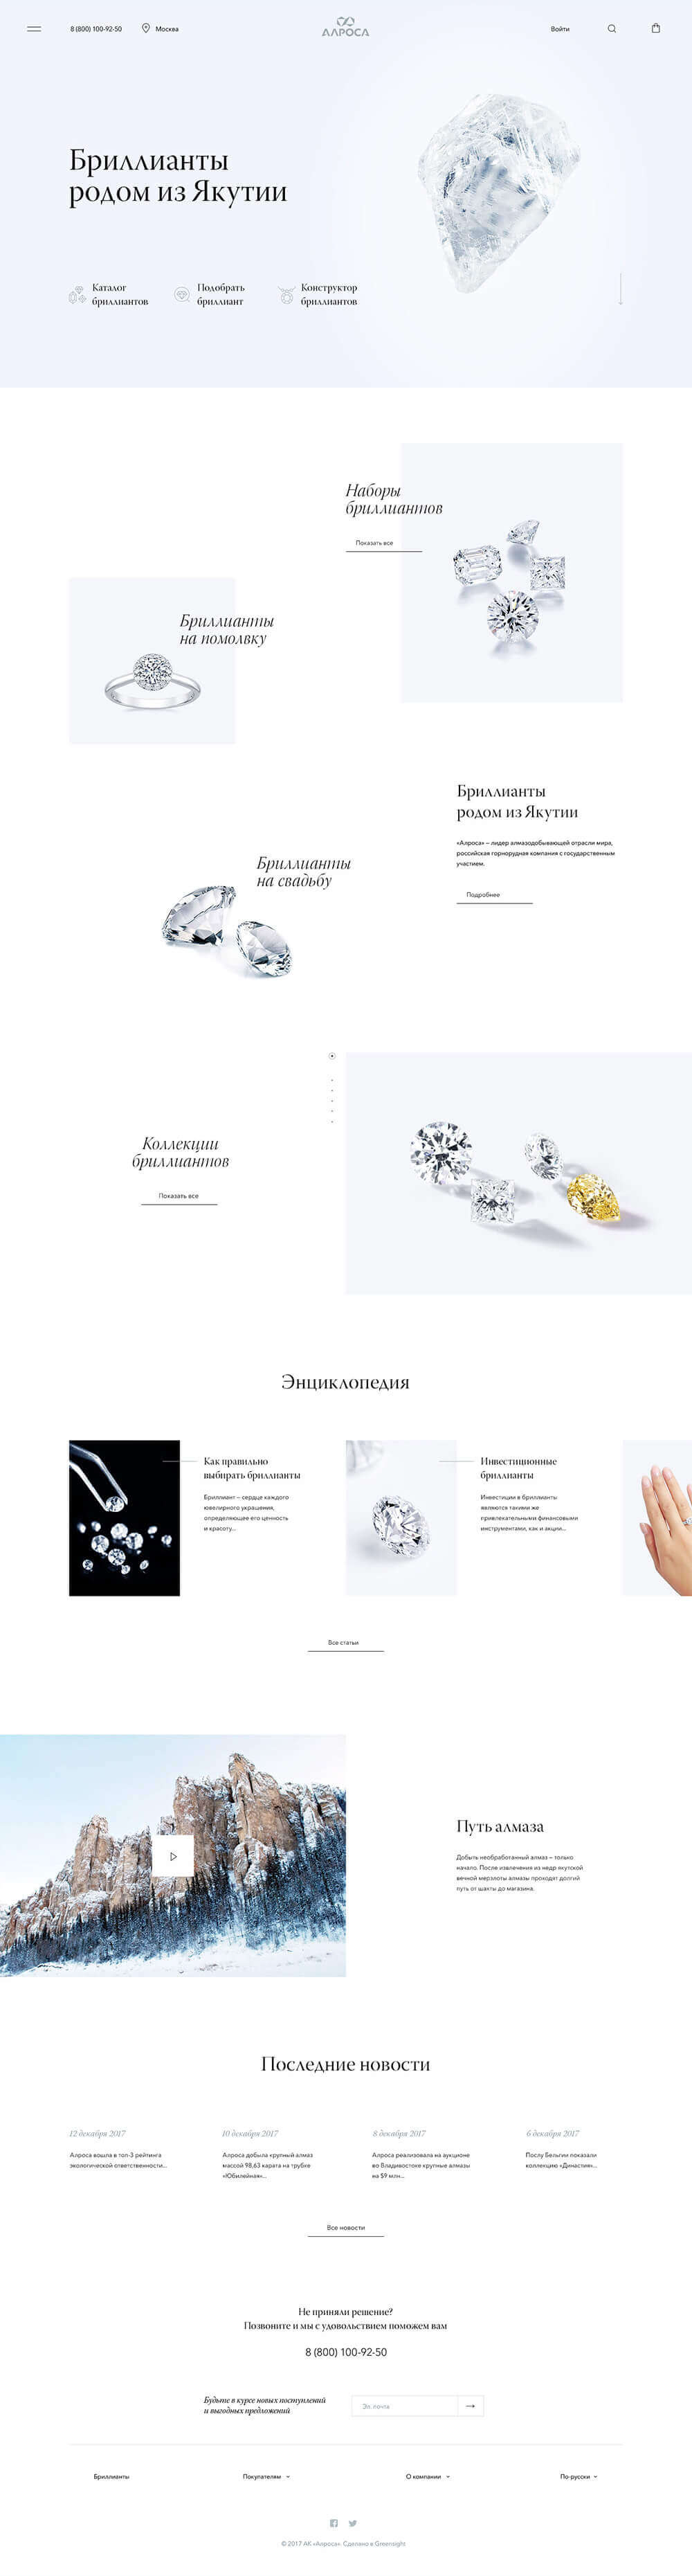 8 (800) 100-92-50
Москва
АЛРОСА
Войти
Бриллианты
родом из Якутии
Каталог
бриллиантов
Подобрать
бриллиант
Конструктор
бриллиантов
Наборы
бриллиантов
Показать все
Бриллианты
на помолвку
Бриллианты
родом из Якутии
«Алроса» – лидер алмазодобывающей отрасли мира,
российская горнорудная компания с государственным
участием.
Подробнее
Бриллианты
на свадьбу
Коллекции
бриллиантов
Показать все
Энциклопедия
Как правильно
выбирать бриллианты
Бриллиант – сердце каждого
ювелирного украшения,
определяющее его ценность
и красоту...
Инвестиционные
бриллианты
Инвестиции в бриллианты
являются такими же
привлекательными финансовыми
инструментами, как и акции...
Все статьи
Путь алмаза
Добыть необработанный алмаз – только
начало. После извлечения из недр якутской
вечной мерзлоты алмазы проходят долгий
путь от шахты до магазина.
Последние новости
12 декабря 2017
Алроса вошла в топ-3 рейтинга
экологической ответственности...
10 декабря 2017
Алроса добыла крупный алмаз
массой 98,63 карата на трубке
«Юбилейная»...
8 декабря 2017
Алроса реализовала на аукционе
во Владивостоке крупные алмазы
на $9 млн...
6 декабря 2017
Послу Бельгии показали
коллекцию «Династия»...
Все новости
Не приняли решение?
Позвоните и мы с удовольствием поможем вам
8 (800) 100-92-50
Будьте в курсе новых поступлений
и выгодных предложений
Эл. почта
Бриллианты
Покупателям
О компании
По-русски
© 2017 АК «Алроса». Сделано в Greensight